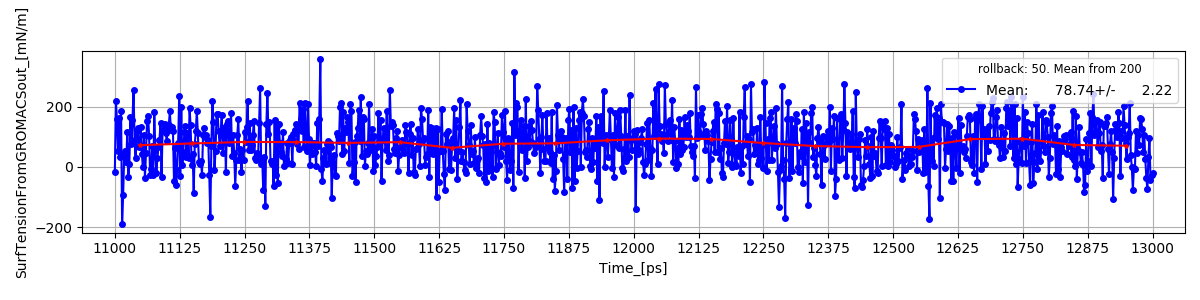 SurfTensionFromGROMACSout_[mN/m]
200
0
−200
rollback: 50. Mean from 200
Mean: 78.74+/- 2.22
11000 11125 11250 11375 11500 11625 11750 11875 12000 12125 12250 12375 12500 12625 12750 12875 13000
Time_[ps]